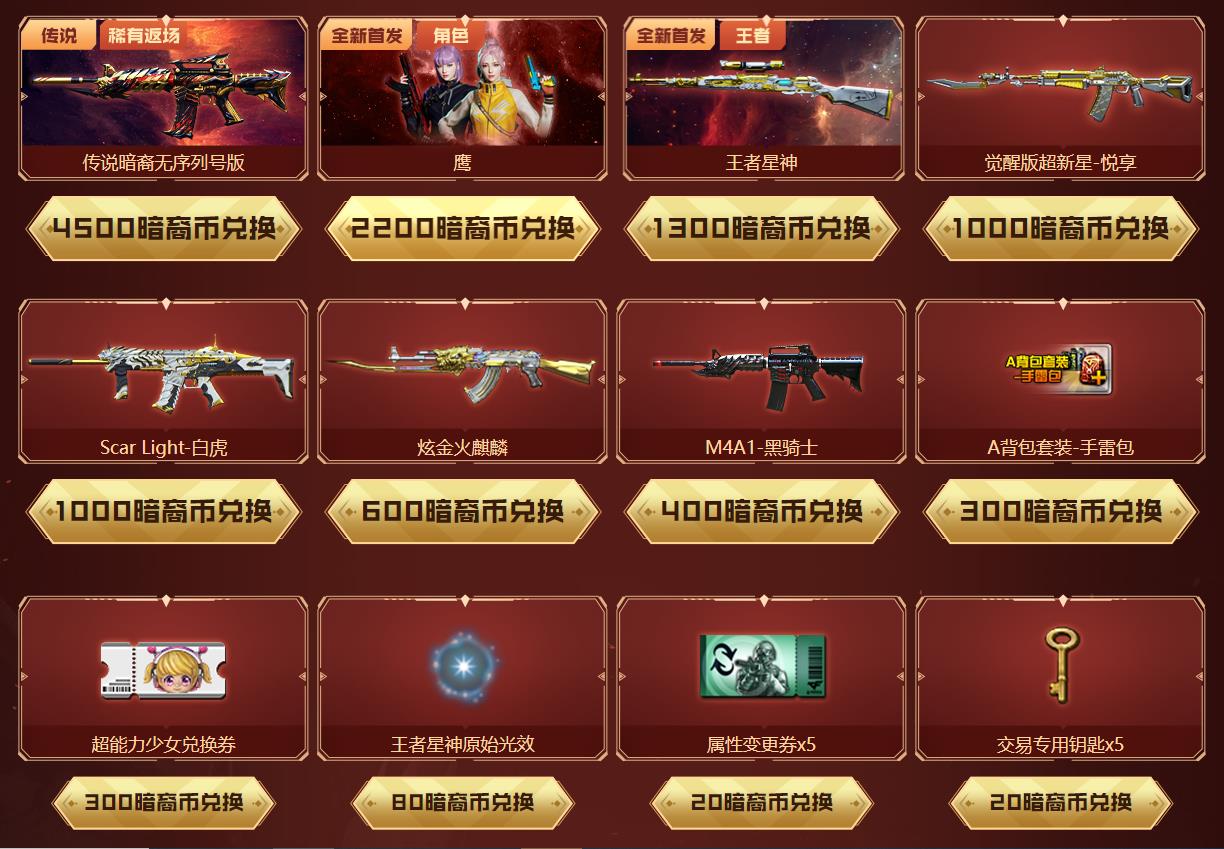 传说 稀有返场
全新首发 角色
全新首发 王者
传说暗裔无序列号版
鹰
王者星神
觉醒版超新星-悦享
4500暗裔币兑换
2200暗裔币兑换
1300暗裔币兑换
1000暗裔币兑换
A背包套装
-手雷包
Scar Light-白虎
炫金火麒麟
M4A1-黑骑士
A背包套装-手雷包
1000暗裔币兑换
600暗裔币兑换
400暗裔币兑换
300暗裔币兑换
超能力少女兑换券
王者星神原始光效
属性变更券x5
交易专用钥匙x5
300暗裔币兑换
80暗裔币兑换
20暗裔币兑换
20暗裔币兑换